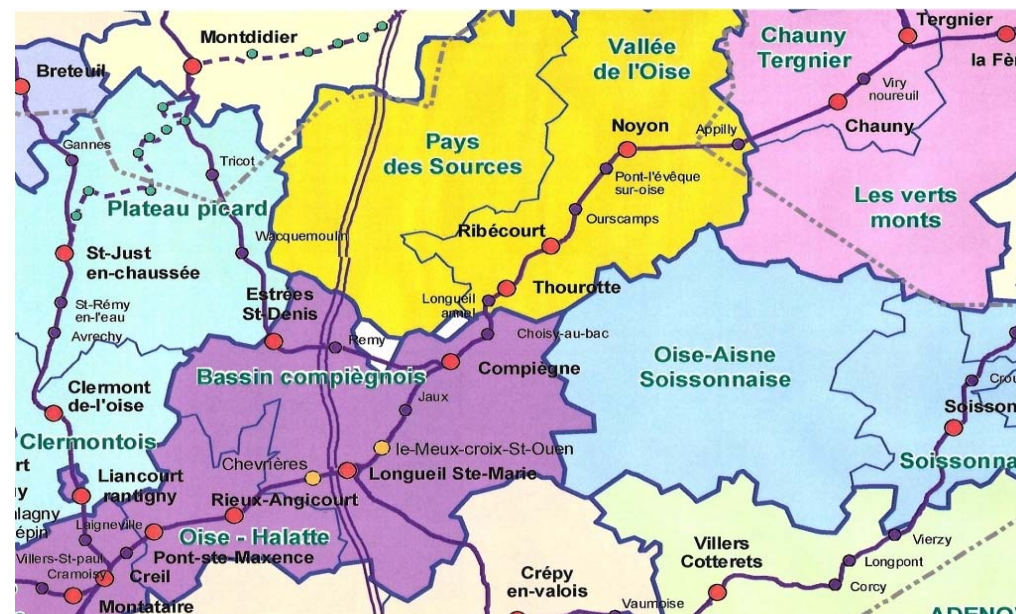 Montdidier
Tergnier
Breteuil
Vallée
de l'Oise
Chauny
Tergnier
Viry
noureuil
Gannes
Tricot
Pays
des Sources
Noyon
Appilly
Chauny
Pont-l'évêque
sur-oise
Plateau picard
Ourscamps
Les verts
monts
Wacquemoulin
Ribécourt
St-Just
en-chaussée
Estrées
St-Denis
Longueil
annel
Thourotte
St-Rémy
en-l'eau
Avrechy
Remy
Choisy-au-bac
Oise-Aisne
Soissonnaise
Bassin compiègnois
Compiègne
Clermont
de-l'oise
Jaux
Clermontois
le-Meux-croix-St-Ouen
Chevrières
Longueil Ste-Marie
Liancourt
rantigny
Rieux-Angicourt
Laigneville
Oise - Halatte
Villers-St-paul
Pont-ste-Maxence
Cramoisy
Creil
Montataire
Villers
Cotterets
Vierzy
Longpont
Corcy
Crépy
en-valois
Vaumoise